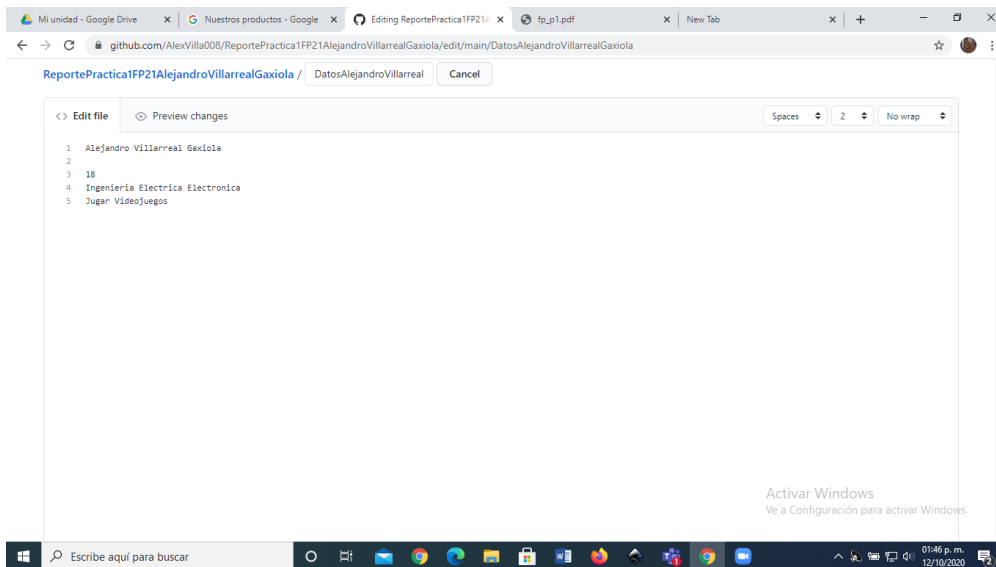 Mi unidad - Google Drive
Nuestros productos - Google
Editing ReportePractica1FP21A
fp_p1.pdf
New Tab
github.com/AlexVilla008/ReportePractica1FP21AlejandroVillarrealGaxiola/edit/main/DatosAlejandroVillarrealGaxiola
ReportePractica1FP21AlejandroVillarrealGaxiola / DatosAlejandroVillarreal Cancel
<> Edit file Preview changes Spaces 2 No wrap
1 Alejandro Villarreal Gaxiola
2
3 18
4 Ingenieria Electrica Electronica
5 Jugar Videojuegos
Activar Windows
Ve a Configuración para activar Windows.
Escribe aquí para buscar
01:46 p. m.
12/10/2020